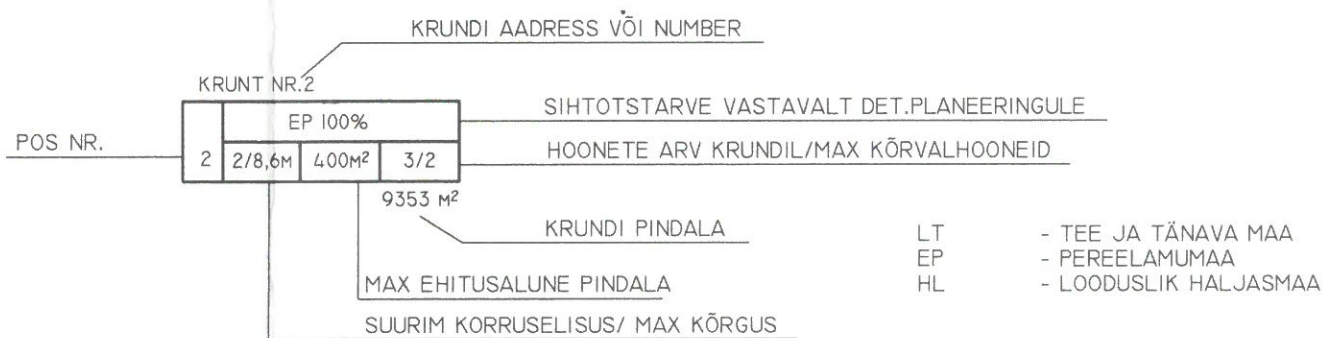 KRUNDI AADRESS VÕI NUMBER
KRUNT NR.2
EP 100%
SIHTOTSTARVE VASTAVALT DET.PLANEERINGULE
POS NR.
2 2/8,6M 400M² 3/2
HOONETE ARV KRUNDIL/MAX KÕRVALHOONEID
9353 M²
KRUNDI PINDALA
MAX EHITUSALUNE PINDALA
SUURIM KORRUSELISUS/ MAX KÕRGUS
LT - TEE JA TÄNAVA MAA
EP - PEREELAMUMAA
HL - LOODUSLIK HALJASMAA